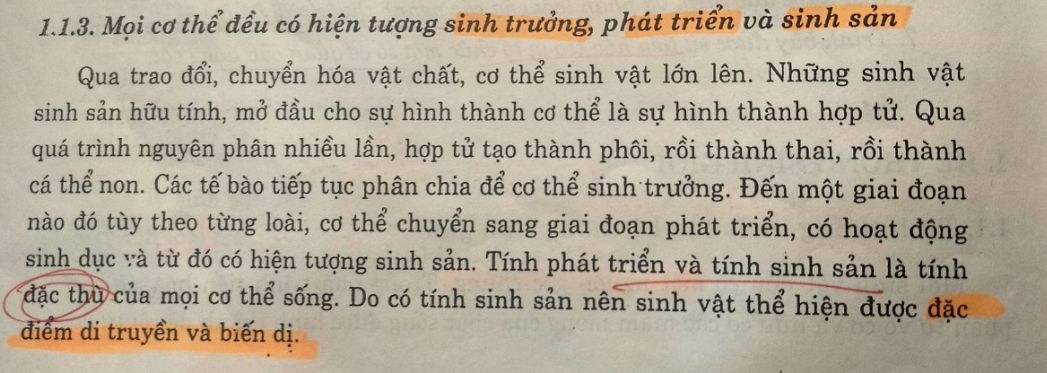 1.1.3. Mọi cơ thể đều có hiện tượng sinh trưởng, phát triển và sinh sản
Qua trao đổi, chuyển hóa vật chất, cơ thể sinh vật lớn lên. Những sinh vật
sinh sản hữu tính, mở đầu cho sự hình thành cơ thể là sự hình thành hợp tử. Qua
quá trình nguyên phân nhiều lần, hợp tử tạo thành phôi, rồi thành thai, rồi thành
cá thể non. Các tế bào tiếp tục phân chia để cơ thể sinh trưởng. Đến một giai đoạn
nào đó tùy theo từng loài, cơ thể chuyển sang giai đoạn phát triển, có hoạt động
sinh dục và từ đó có hiện tượng sinh sản. Tính phát triển và tính sinh sản là tính
đặc thù của mọi cơ thể sống. Do có tính sinh sản nên sinh vật thể hiện được đặc
điểm di truyền và biến dị.